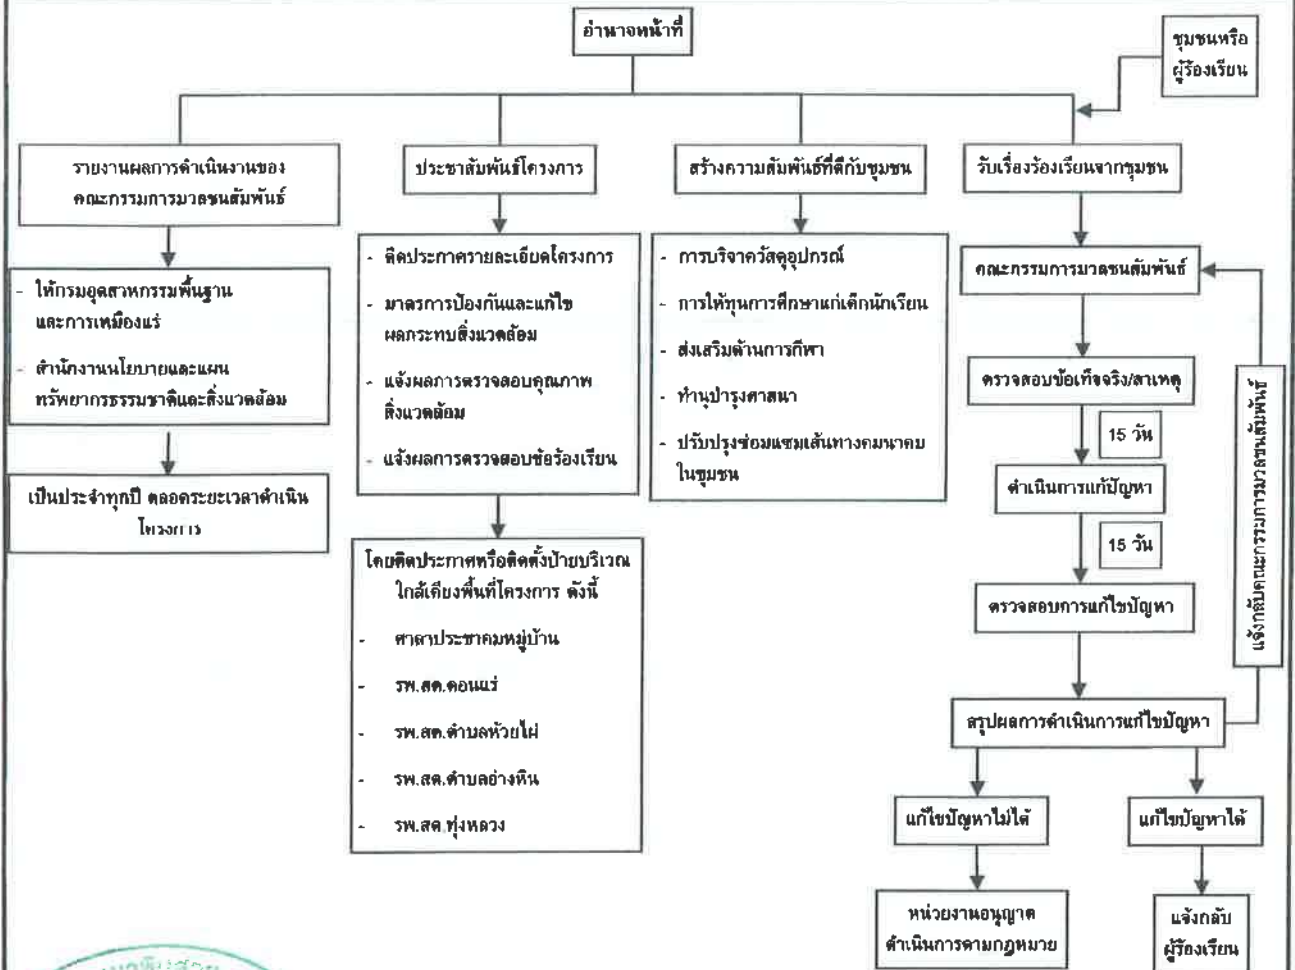 อำนาจหน้าที่
ชุมชนหรือ
ผู้ร้องเรียน
รายงานผลการดำเนินงานของ
คณะกรรมการมวลชนสัมพันธ์
- ให้กรมอุตสาหกรรมพื้นฐาน
และการเหมืองแร่
- สำนักงานนโยบายและแผน
ทรัพยากรธรรมชาติและสิ่งแวดล้อม
เป็นประจำทุกปี ตลอดระยะเวลาดำเนิน
โครงการ
ประชาสัมพันธ์โครงการ
- ติดประกาศรายละเอียดโครงการ
- มาตรการป้องกันและแก้ไข
ผลกระทบสิ่งแวดล้อม
- แจ้งผลการตรวจสอบคุณภาพ
สิ่งแวดล้อม
- แจ้งผลการตรวจสอบข้อร้องเรียน
โดยติดประกาศหรือติดตั้งป้ายบริเวณ
ใกล้เคียงพื้นที่โครงการ ดังนี้
- ศาลาประชาคมหมู่บ้าน
- รพ.สต.ดอนแร่
- รพ.สต.ตำบลห้วยไผ่
- รพ.สต.ตำบลอ่างหิน
- รพ.สต.ทุ่งหลวง
สร้างความสัมพันธ์ที่ดีกับชุมชน
- การบริจาควัสดุอุปกรณ์
- การให้ทุนการศึกษาแก่เด็กนักเรียน
- ส่งเสริมด้านการกีฬา
- ทำนุบำรุงศาสนา
- ปรับปรุงซ่อมแซมเส้นทางคมนาคม
ในชุมชน
รับเรื่องร้องเรียนจากชุมชน
คณะกรรมการมวลชนสัมพันธ์
ตรวจสอบข้อเท็จจริง/สาเหตุ
15 วัน
ดำเนินการแก้ปัญหา
15 วัน
ตรวจสอบการแก้ไขปัญหา
สรุปผลการดำเนินการแก้ไขปัญหา
แจ้งกลับคณะกรรมการมวลชนสัมพันธ์
แก้ไขปัญหาไม่ได้
แก้ไขปัญหาได้
หน่วยงานอนุญาต
ดำเนินการตามกฎหมาย
แจ้งกลับ
ผู้ร้องเรียน